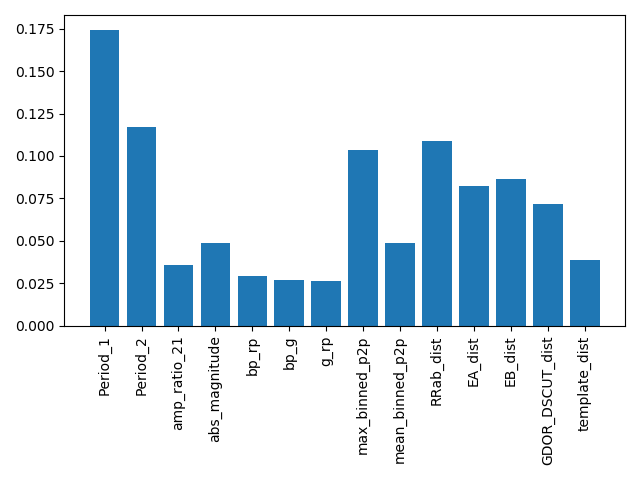 0.175
0.150
0.125
0.100
0.075
0.050
0.025
0.000
Period_1
Period_2
amp_ratio_21
abs_magnitude
bp_rp
bp_g
g_rp
max_binned_p2p
mean_binned_p2p
RRab_dist
EA_dist
EB_dist
GDOR_DSCUT_dist
template_dist